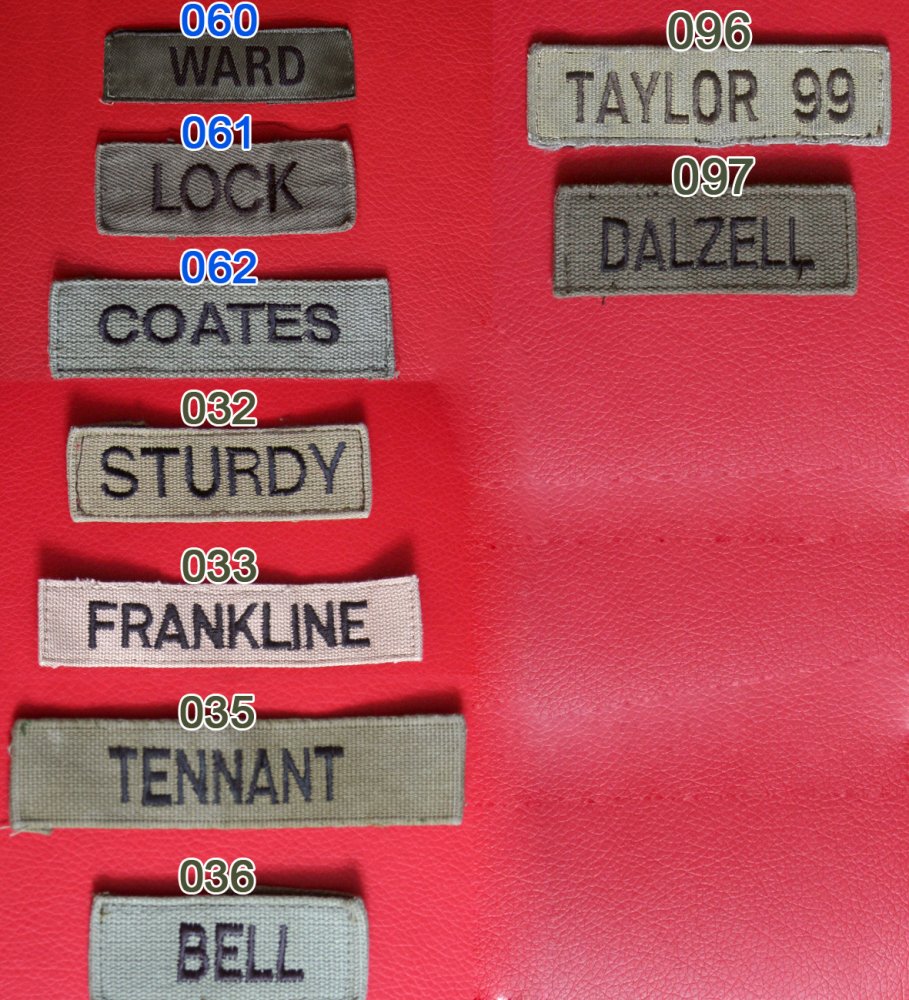 060
WARD
061
LOCK
062
COATES
032
STURDY
033
FRANKLINE
035
TENNANT
036
BELL
096
TAYLOR 99
097
DALZELL